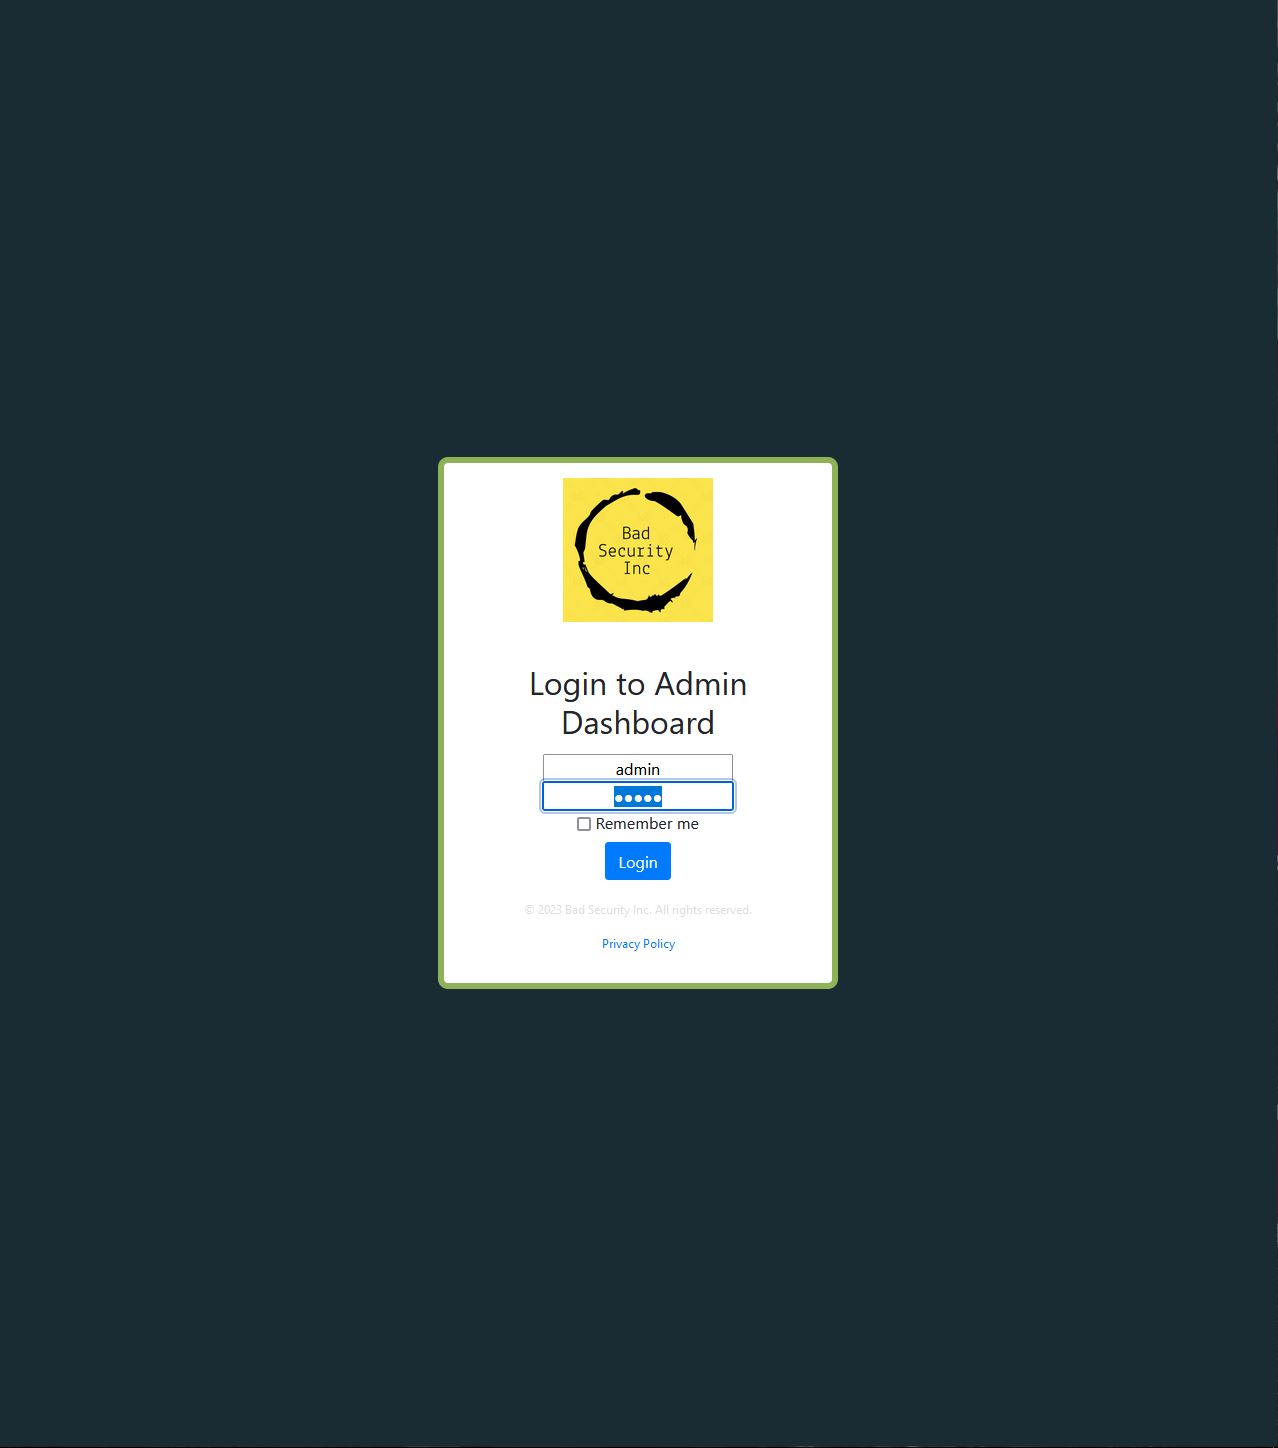 Bad
Security
Inc
Login to Admin
Dashboard
admin
•••••
Remember me
Login
© 2023 Bad Security Inc. All rights reserved.
Privacy Policy